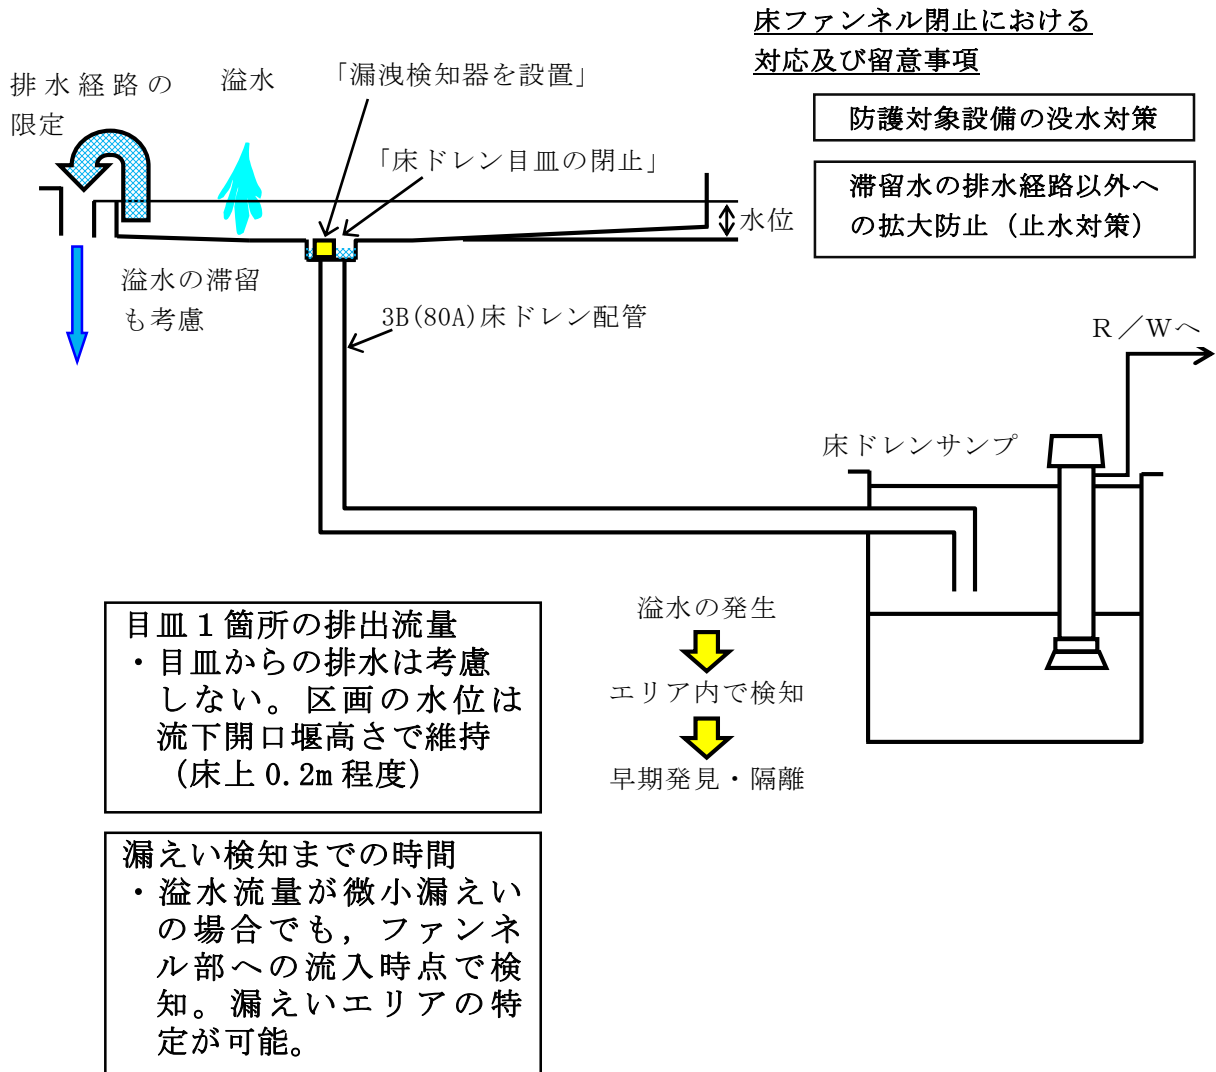 床ファンネル閉止における
対応及び留意事項
排水経路の
限定
溢水
「漏洩検知器を設置」
防護対象設備の没水対策
「床ドレン目皿の閉止」
滞留水の排水経路以外へ
の拡大防止（止水対策）
水位
溢水の滞留
も考慮
3B(80A)床ドレン配管
R／Wへ
床ドレンサンプ
目皿１箇所の排出流量
・目皿からの排水は考慮
しない。区画の水位は
流下開口堰高さで維持
（床上 0.2m 程度）
溢水の発生
エリア内で検知
早期発見・隔離
漏えい検知までの時間
・溢水流量が微小漏えい
の場合でも，ファンネ
ル部への流入時点で検
知。漏えいエリアの特
定が可能。